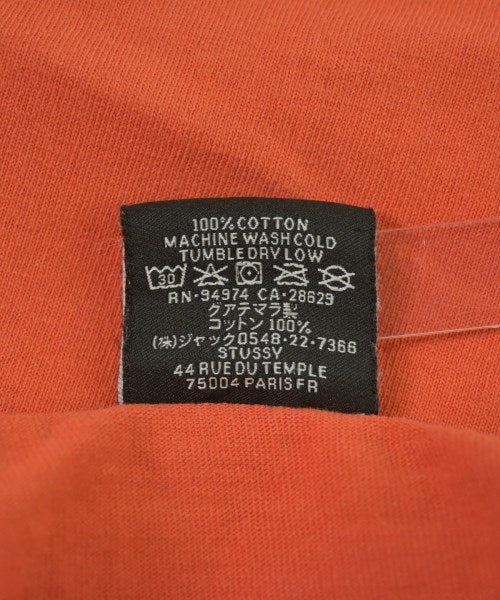 100% COTTON
MACHINE WASH COLD
TUMBLE DRY LOW
30
RN-94974 CA-28629
グアテマラ製
コットン 100%
(株)ジャック0548-22-7366
STUSSY
44 RUE DU TEMPLE
75004 PARIS FR